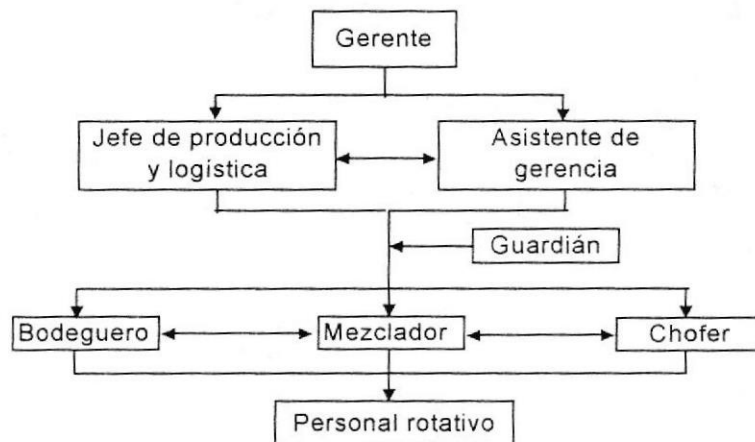 Gerente
Jefe de producción
y logística
Asistente de
gerencia
Guardián
Bodeguero
Mezclador
Chofer
Personal rotativo